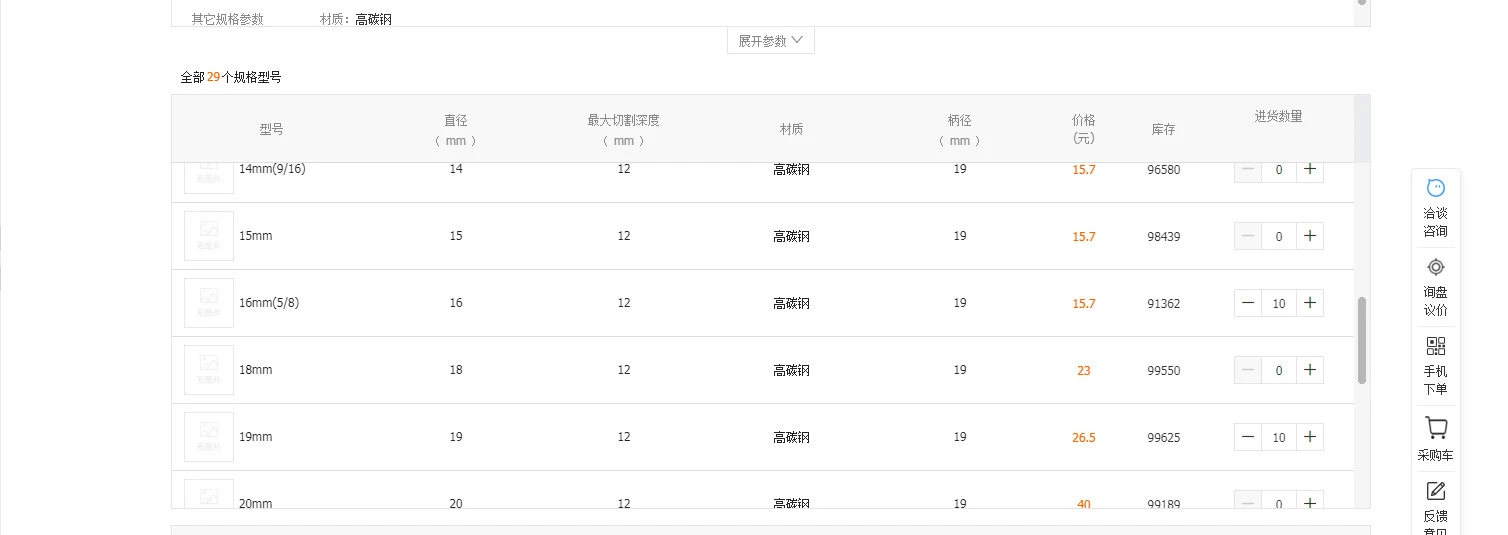 其它规格参数 材质：高碳钢
展开参数
全部29个规格型号
型号 直径 （ mm ） 最大切割深度 （ mm ） 材质 柄径 （ mm ） 价格 (元) 库存 进货数量
无图片 14mm(9/16) 14 12 高碳钢 19 15.7 96580 0
无图片 15mm 15 12 高碳钢 19 15.7 98439 0
无图片 16mm(5/8) 16 12 高碳钢 19 15.7 91362 10
无图片 18mm 18 12 高碳钢 19 23 99550 0
无图片 19mm 19 12 高碳钢 19 26.5 99625 10
20mm 20 12 高碳钢 19 40 99189 0
洽谈
咨询
询盘
议价
手机
下单
采购车
反馈
意见